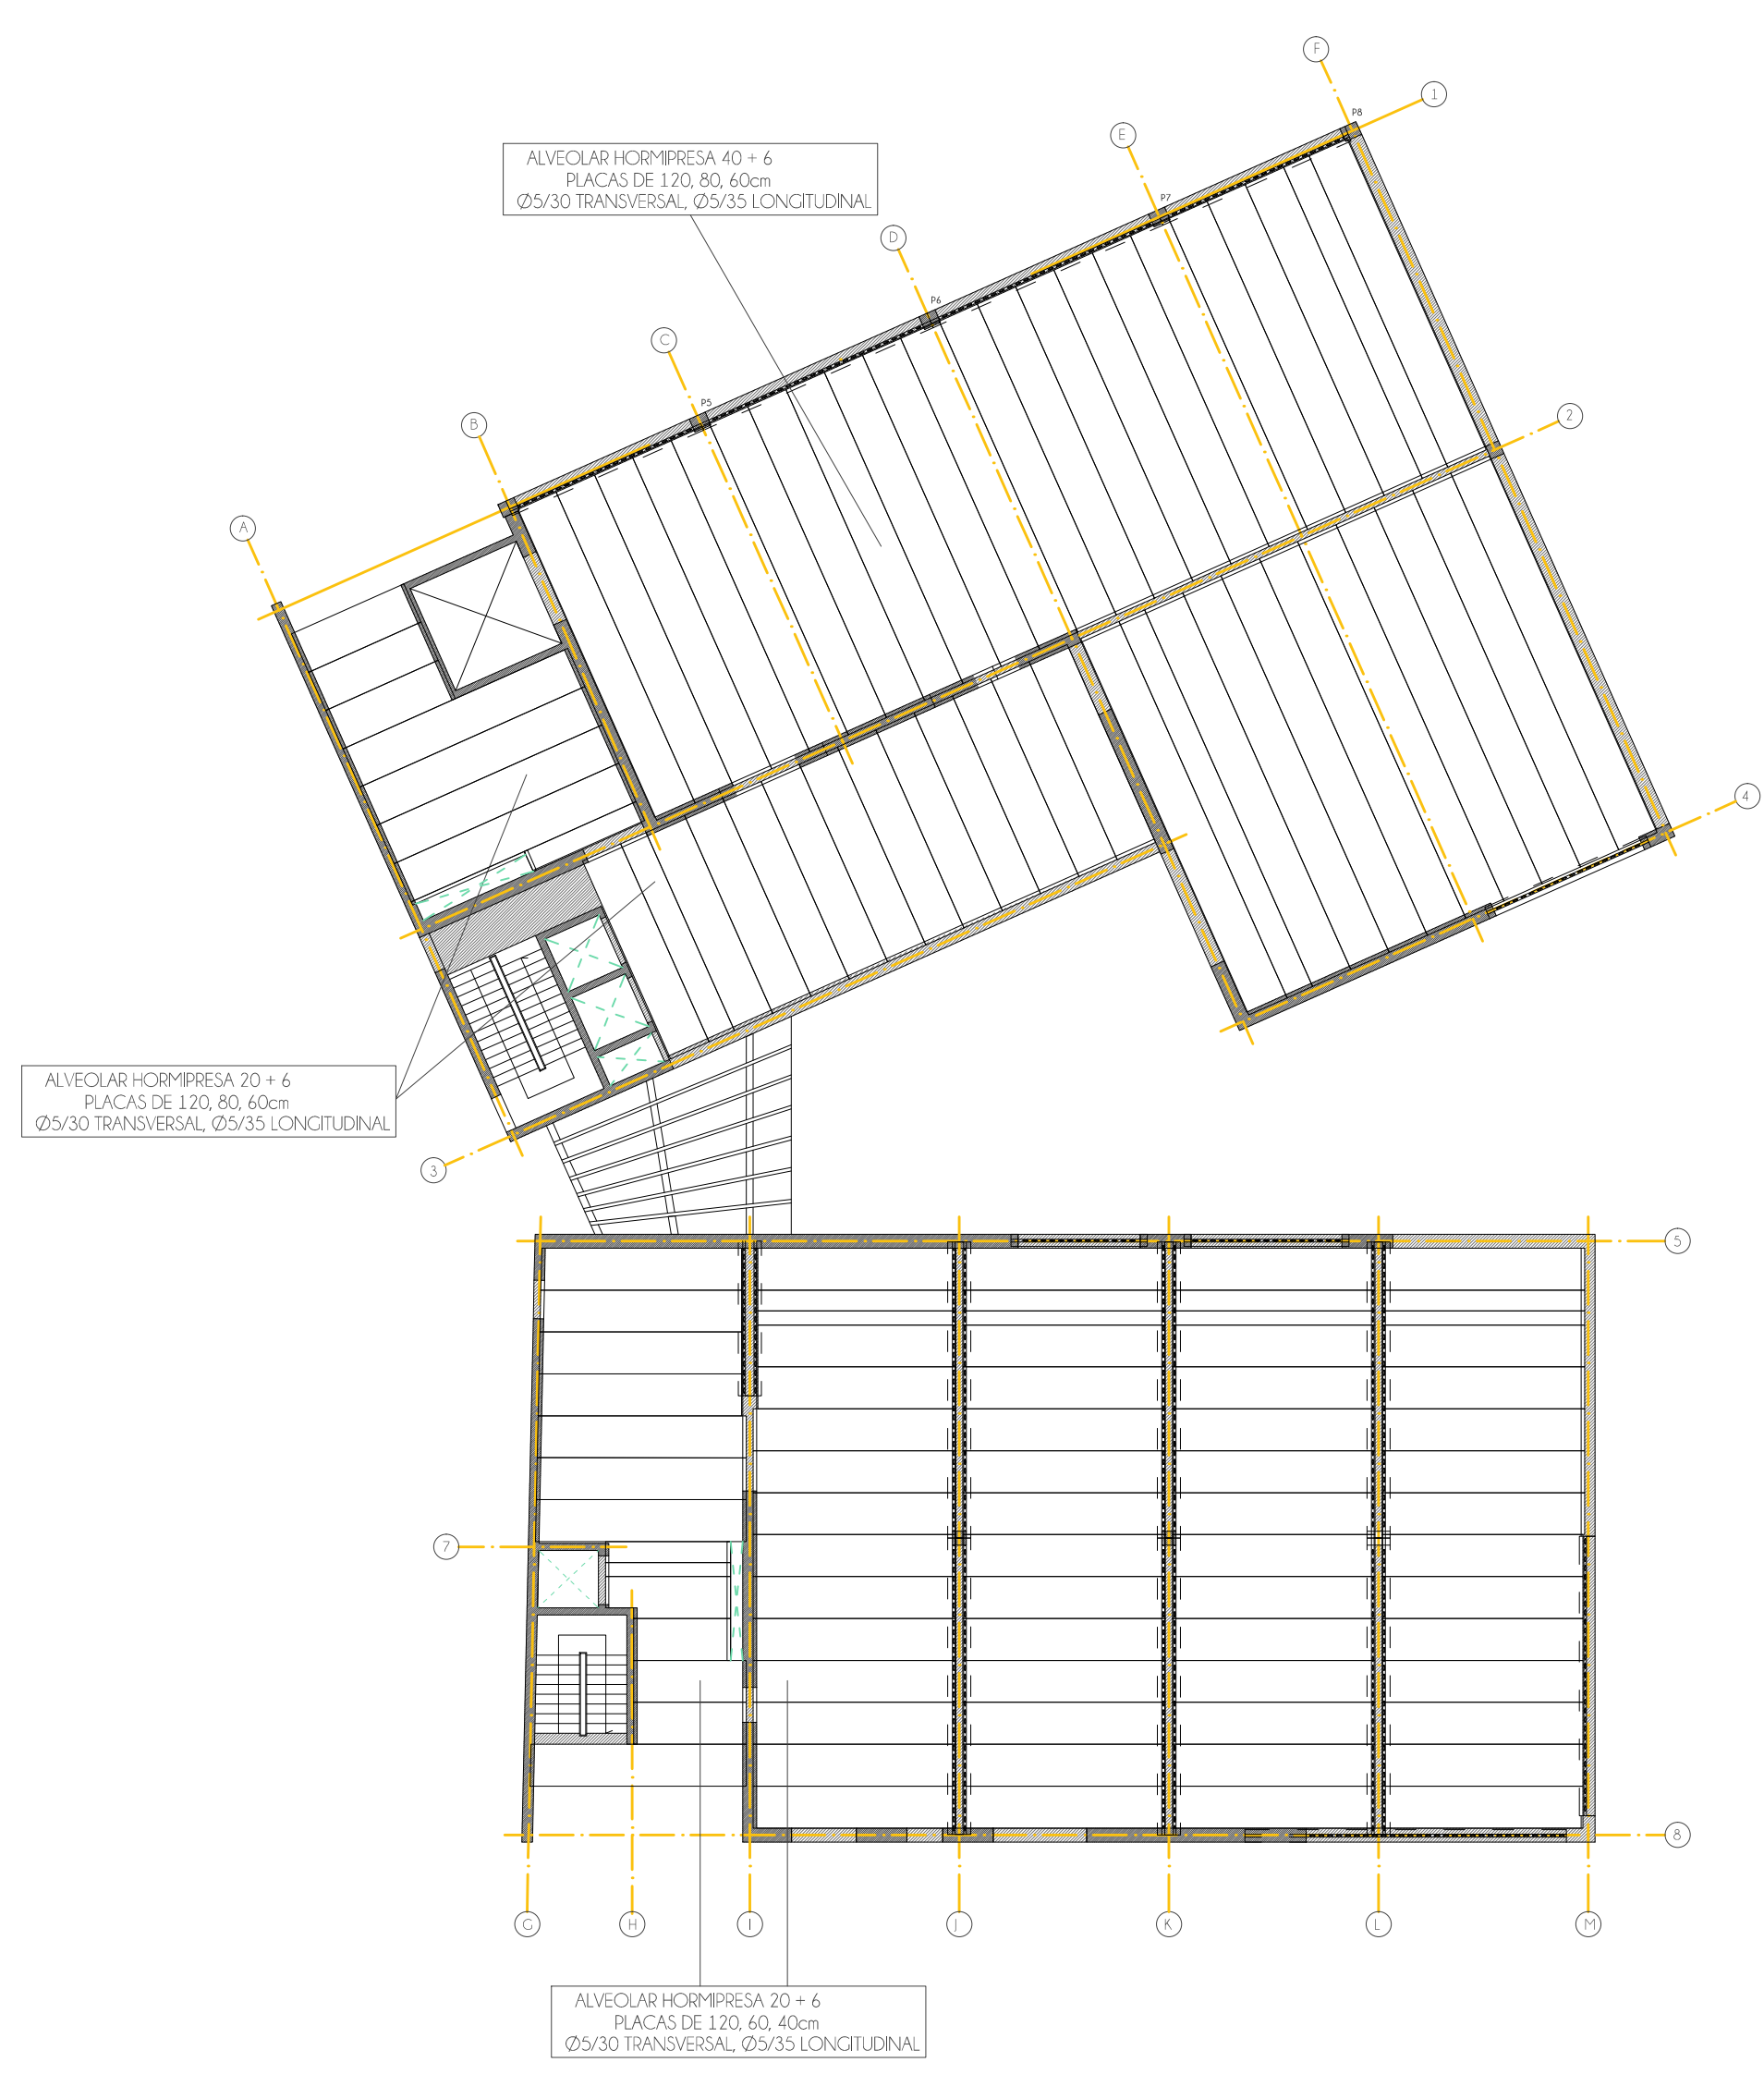 F
1
P8
E
ALVEOLAR HORMIPRESA 40 + 6
PLACAS DE 120, 80, 60cm
Ø5/30 TRANSVERSAL, Ø5/35 LONGITUDINAL
P7
D
P6
C
P5
2
B
A
4
ALVEOLAR HORMIPRESA 20 + 6
PLACAS DE 120, 80, 60cm
Ø5/30 TRANSVERSAL, Ø5/35 LONGITUDINAL
3
5
7
8
G
H
I
J
K
L
M
ALVEOLAR HORMIPRESA 20 + 6
PLACAS DE 120, 60, 40cm
Ø5/30 TRANSVERSAL, Ø5/35 LONGITUDINAL